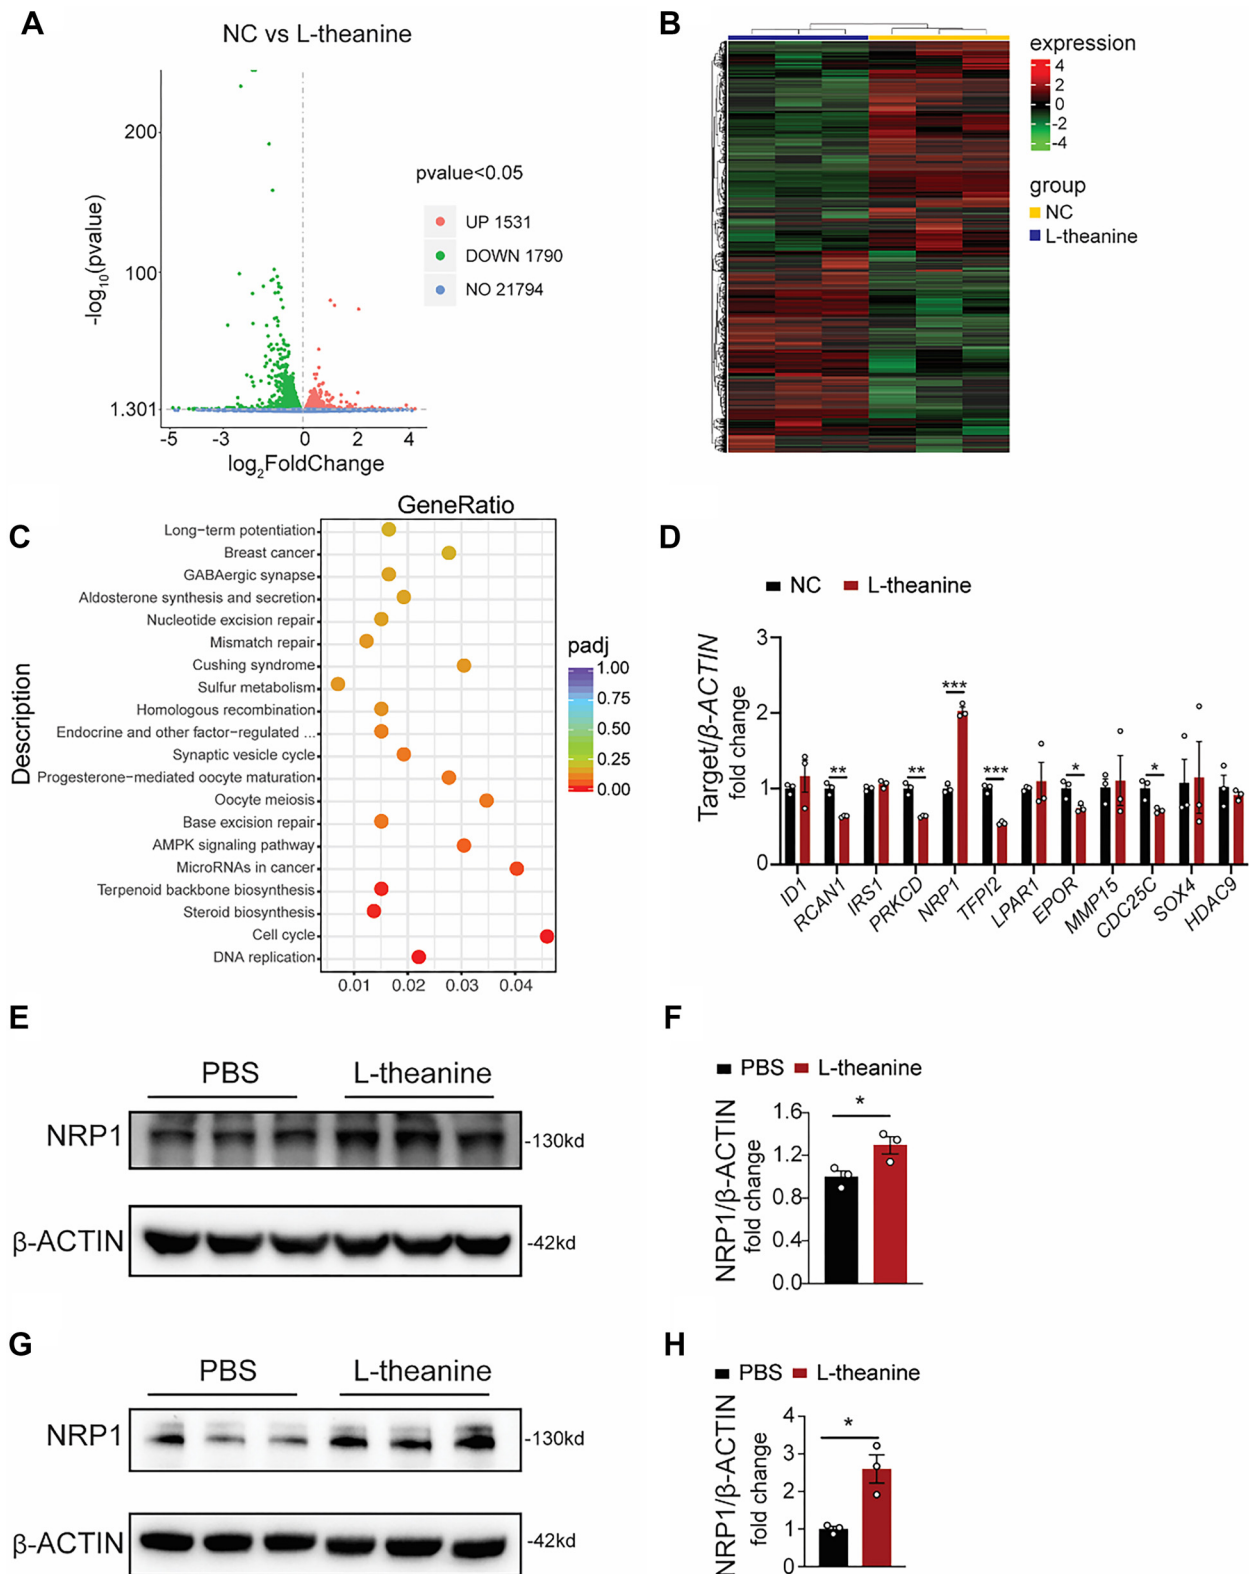 A
NC vs L-theanine
-log10(pvalue)
200
100
1.301
-5 -3 0 2 4
log2FoldChange
pvalue<0.05
UP 1531
DOWN 1790
NO 21794
B
expression
4
2
0
-2
-4
group
NC
L-theanine
C
GeneRatio
Description
Long−term potentiation
Breast cancer
GABAergic synapse
Aldosterone synthesis and secretion
Nucleotide excision repair
Mismatch repair
Cushing syndrome
Sulfur metabolism
Homologous recombination
Endocrine and other factor−regulated ...
Synaptic vesicle cycle
Progesterone−mediated oocyte maturation
Oocyte meiosis
Base excision repair
AMPK signaling pathway
MicroRNAs in cancer
Terpenoid backbone biosynthesis
Steroid biosynthesis
Cell cycle
DNA replication
0.01 0.02 0.03 0.04
padj
1.00
0.75
0.50
0.25
0.00
D
NC L-theanine
Target/β-ACTIN
fold change
3
2
1
0
** ** *** *** * *
ID1 RCAN1 IRS1 PRKCD NRP1 TFPI2 LPAR1 EPOR MMP15 CDC25C SOX4 HDAC9
E
PBS L-theanine
NRP1 -130kd
β-ACTIN -42kd
F
PBS L-theanine
NRP1/β-ACTIN
fold change
1.6
1.2
0.8
0.4
0.0
*
G
PBS L-theanine
NRP1 -130kd
β-ACTIN -42kd
H
PBS L-theanine
NRP1/β-ACTIN
fold change
4
3
2
1
0
*